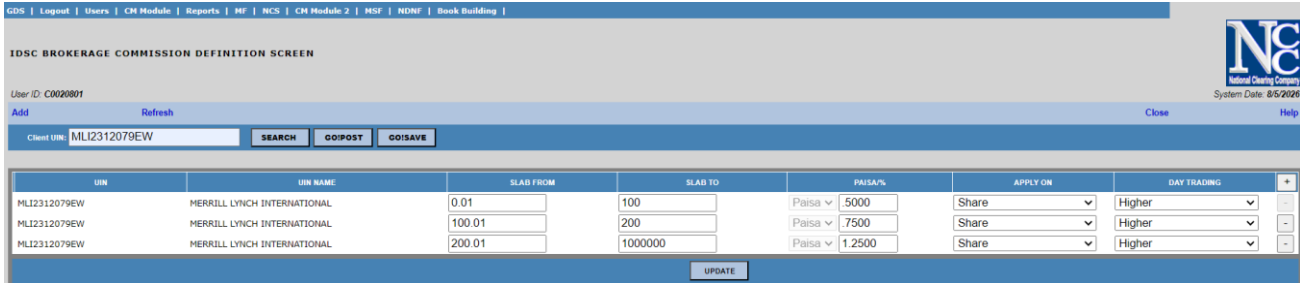 GDS | Logout | Users | CM Module | Reports | MF | NCS | CM Module 2 | MSF | NDNF | Book Building |
IDSC BROKERAGE COMMISSION DEFINITION SCREEN
NCC
National Clearing Company
User ID: C0020801
System Date: 8/5/2026
Add Refresh Close Help
Client UIN: MLI2312079EW SEARCH GO!POST GO!SAVE
UIN UIN NAME SLAB FROM SLAB TO PAISA/% APPLY ON DAY TRADING +
MLI2312079EW MERRILL LYNCH INTERNATIONAL 0.01 100 Paisa .5000 Share Higher -
MLI2312079EW MERRILL LYNCH INTERNATIONAL 100.01 200 Paisa .7500 Share Higher -
MLI2312079EW MERRILL LYNCH INTERNATIONAL 200.01 1000000 Paisa 1.2500 Share Higher -
UPDATE